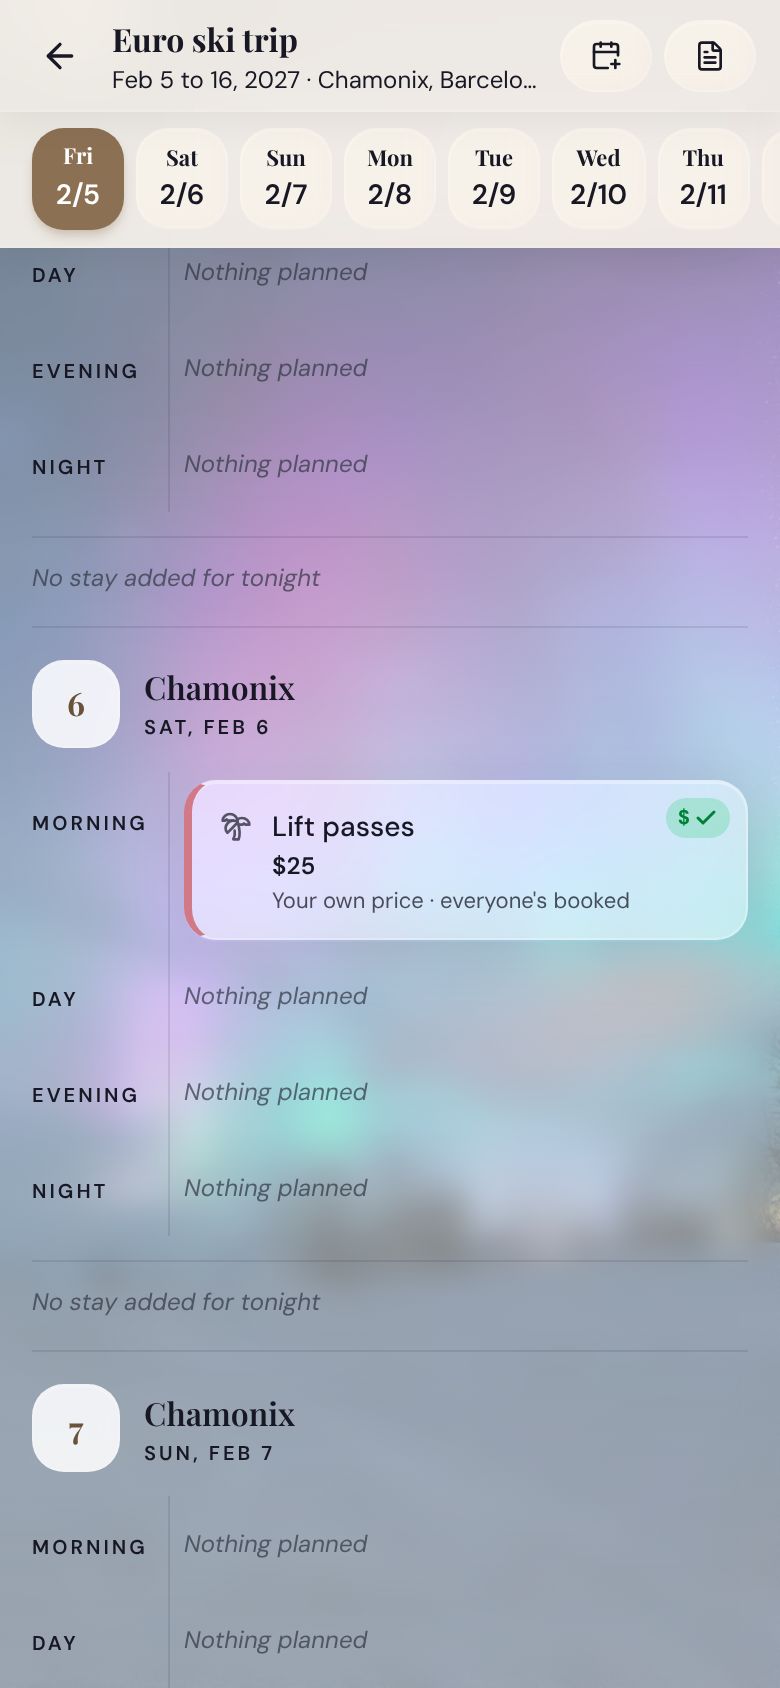 Euro ski trip
Feb 5 to 16, 2027 · Chamonix, Barcelo...
Fri
2/5
Sat
2/6
Sun
2/7
Mon
2/8
Tue
2/9
Wed
2/10
Thu
2/11
DAY
Nothing planned
EVENING
Nothing planned
NIGHT
Nothing planned
No stay added for tonight
6
Chamonix
SAT, FEB 6
MORNING
Lift passes
$
$25
Your own price · everyone's booked
DAY
Nothing planned
EVENING
Nothing planned
NIGHT
Nothing planned
No stay added for tonight
7
Chamonix
SUN, FEB 7
MORNING
Nothing planned
DAY
Nothing planned